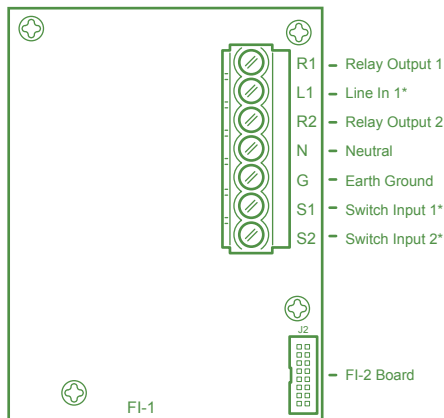 R1 – Relay Output 1
L1 – Line In 1*
R2 – Relay Output 2
N – Neutral
G – Earth Ground
S1 – Switch Input 1*
S2 – Switch Input 2*
J2
– FI-2 Board
FI-1